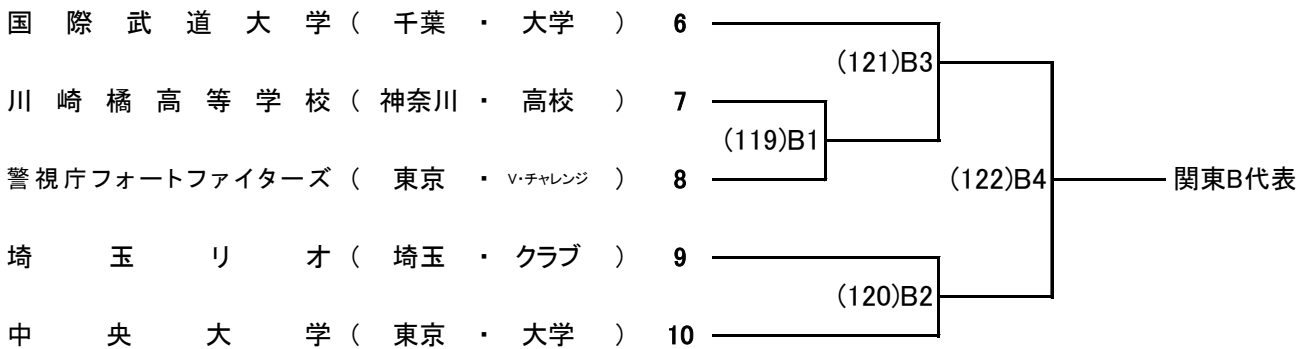 国際武道大学(千葉・大学) 6
(121)B3
川崎橘高等学校(神奈川・高校) 7
(119)B1
警視庁フォートファイターズ(東京・V・チャレンジ) 8
(122)B4 関東B代表
埼玉リオ(埼玉・クラブ) 9
(120)B2
中央大学(東京・大学) 10